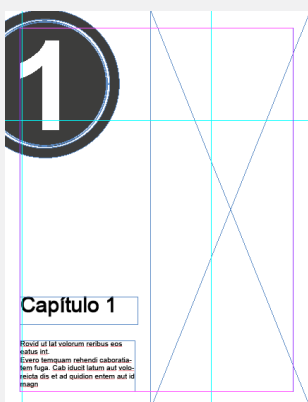 1
Capítulo 1
Rovid ut lat volorum reribus eos
eatus int.
Evero temquam rehendi caboratia-
tem fuga. Cab iducit latum aut volo-
reicta dis et ad quidion entem aut id
magn